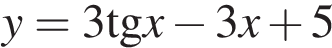 y = 3tgx − 3x + 5